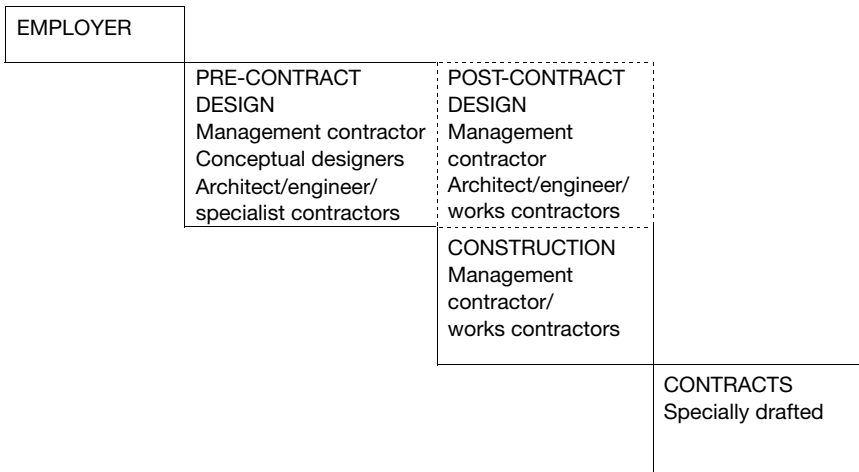 EMPLOYER
PRE-CONTRACT
DESIGN
Management contractor
Conceptual designers
Architect/engineer/
specialist contractors
POST-CONTRACT
DESIGN
Management
contractor
Architect/engineer/
works contractors
CONSTRUCTION
Management
contractor/
works contractors
CONTRACTS
Specially drafted